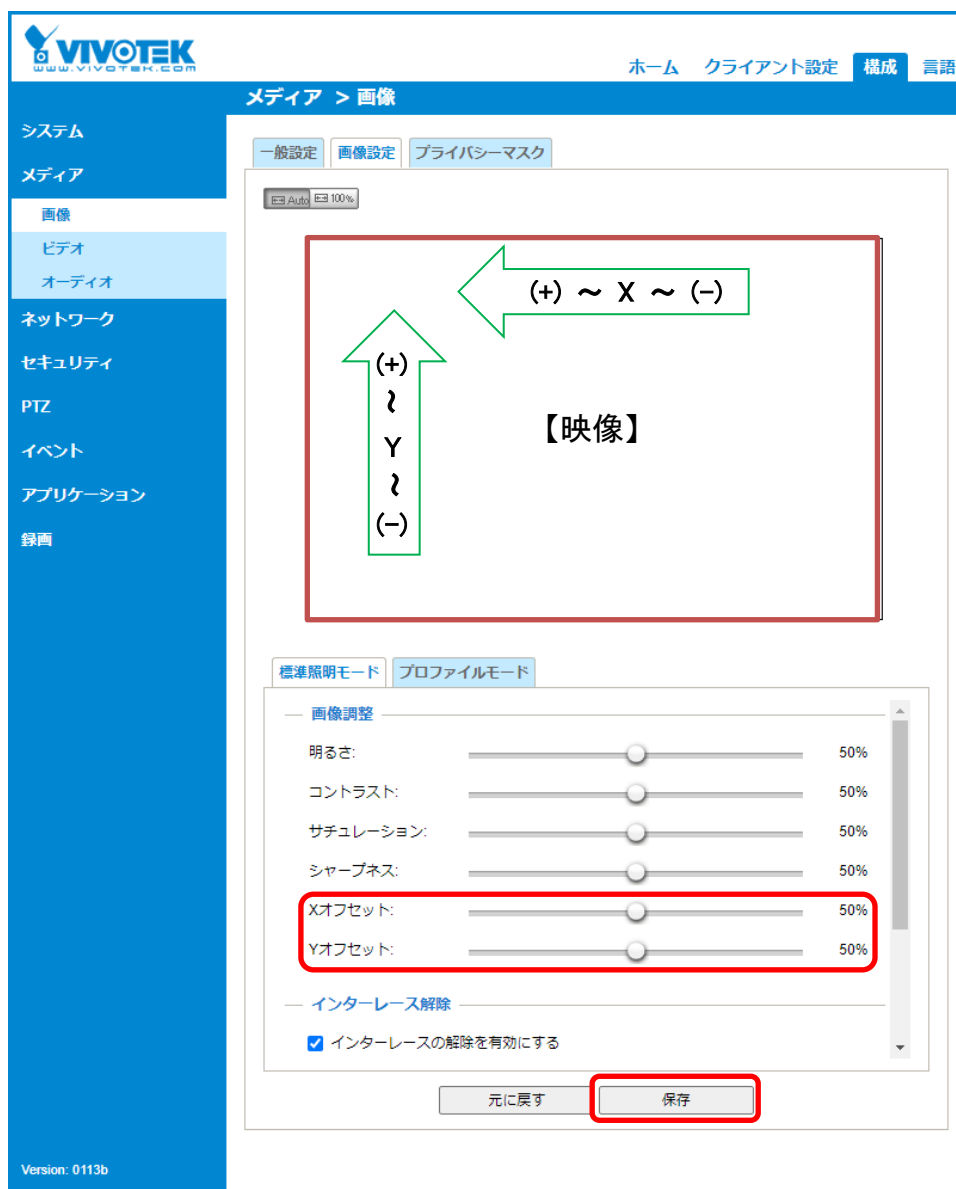 VIVOTEK
www.vivotek.com
ホーム クライアント設定 構成 言語
メディア > 画像
システム
メディア
画像
ビデオ
オーディオ
ネットワーク
セキュリティ
PTZ
イベント
アプリケーション
録画
Version: 0113b
一般設定 画像設定 プライバシーマスク
Auto 100%
(+) ～ X ～ (−)
(+)
～
Y
～
(−)
【映像】
標準照明モード プロファイルモード
画像調整
明るさ: 50%
コントラスト: 50%
サチュレーション: 50%
シャープネス: 50%
Xオフセット: 50%
Yオフセット: 50%
インターレース解除
インターレースの解除を有効にする
元に戻す 保存